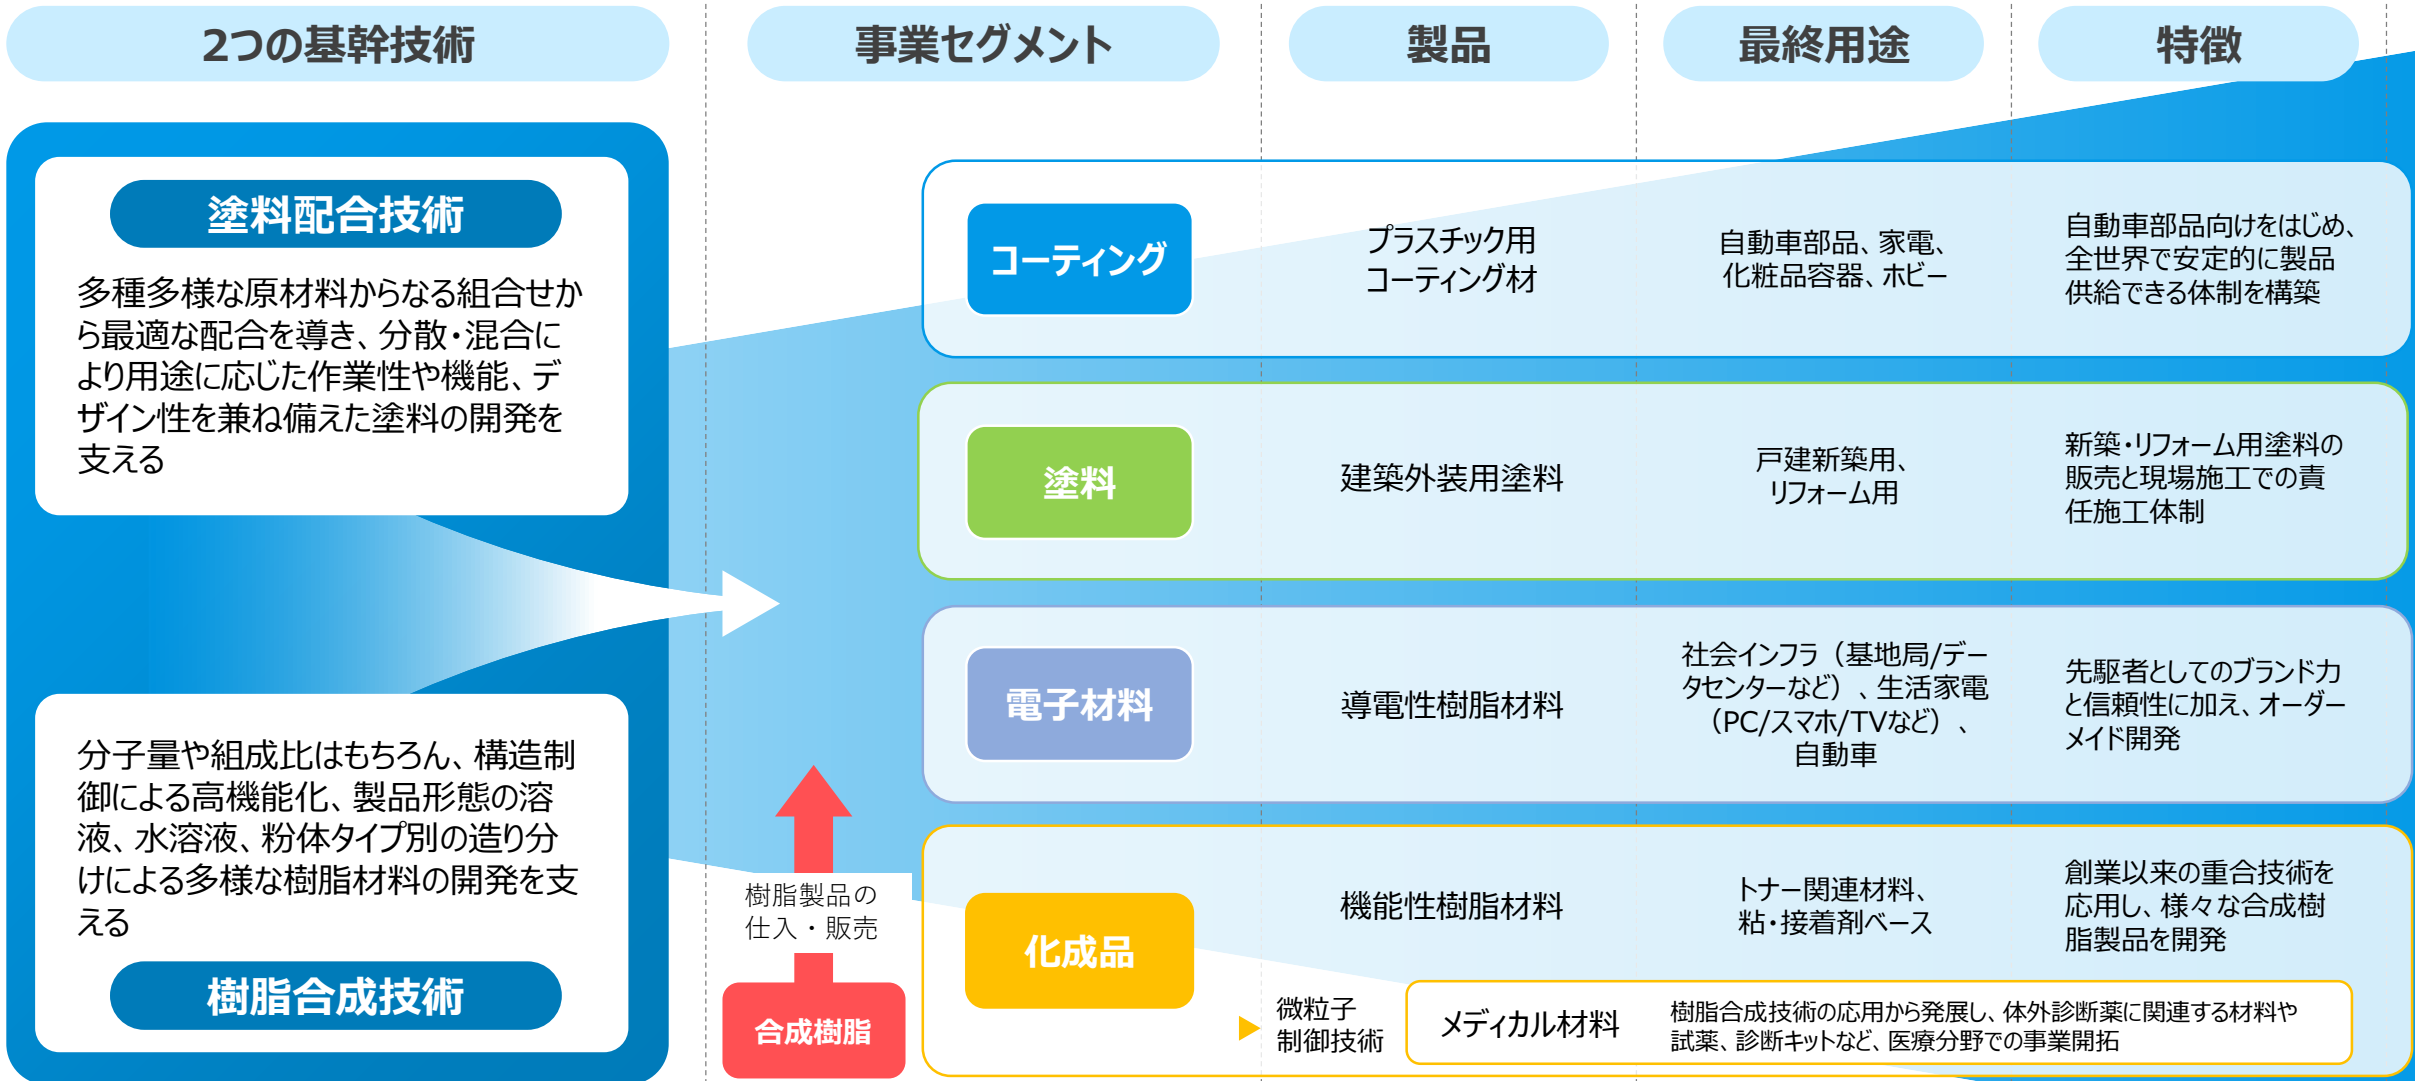 2つの基幹技術
事業セグメント
製品
最終用途
特徴
塗料配合技術
多種多様な原材料からなる組合せか
ら最適な配合を導き、分散・混合に
より用途に応じた作業性や機能、デ
ザイン性を兼ね備えた塗料の開発を
支える
分子量や組成比はもちろん、構造制
御による高機能化、製品形態の溶
液、水溶液、粉体タイプ別の造り分
けによる多様な樹脂材料の開発を支
える
樹脂合成技術
樹脂製品の
仕入・販売
合成樹脂
コーティング
プラスチック用
コーティング材
自動車部品、家電、
化粧品容器、ホビー
自動車部品向けをはじめ、
全世界で安定的に製品
供給できる体制を構築
塗料
建築外装用塗料
戸建新築用、
リフォーム用
新築・リフォーム用塗料の
販売と現場施工での責
任施工体制
電子材料
導電性樹脂材料
社会インフラ（基地局/デー
タセンターなど）、生活家電
（PC/スマホ/TVなど）、
自動車
先駆者としてのブランド力
と信頼性に加え、オーダー
メイド開発
化成品
機能性樹脂材料
トナー関連材料、
粘・接着剤ベース
創業以来の重合技術を
応用し、様々な合成樹
脂製品を開発
微粒子
制御技術
メディカル材料
樹脂合成技術の応用から発展し、体外診断薬に関連する材料や
試薬、診断キットなど、医療分野での事業開拓